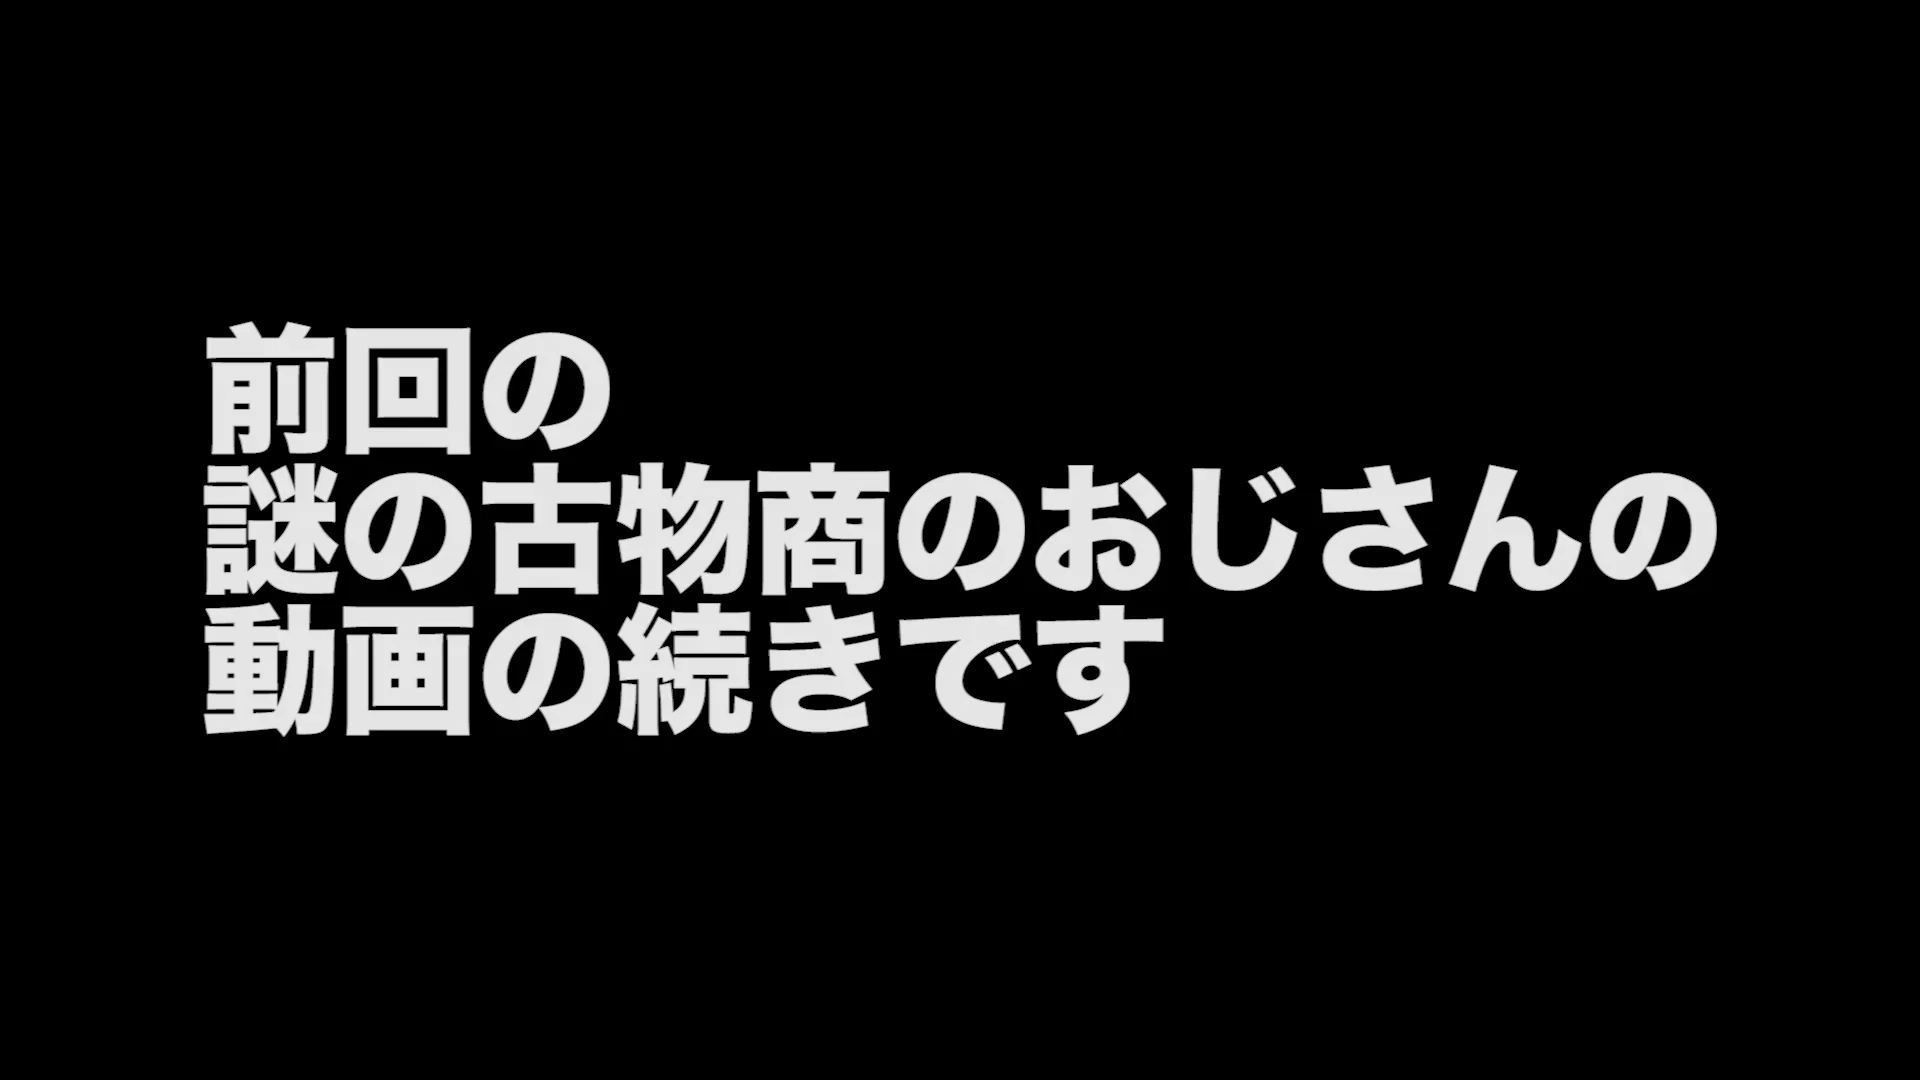 前回の
謎の古物商のおじさんの
動画の続きです